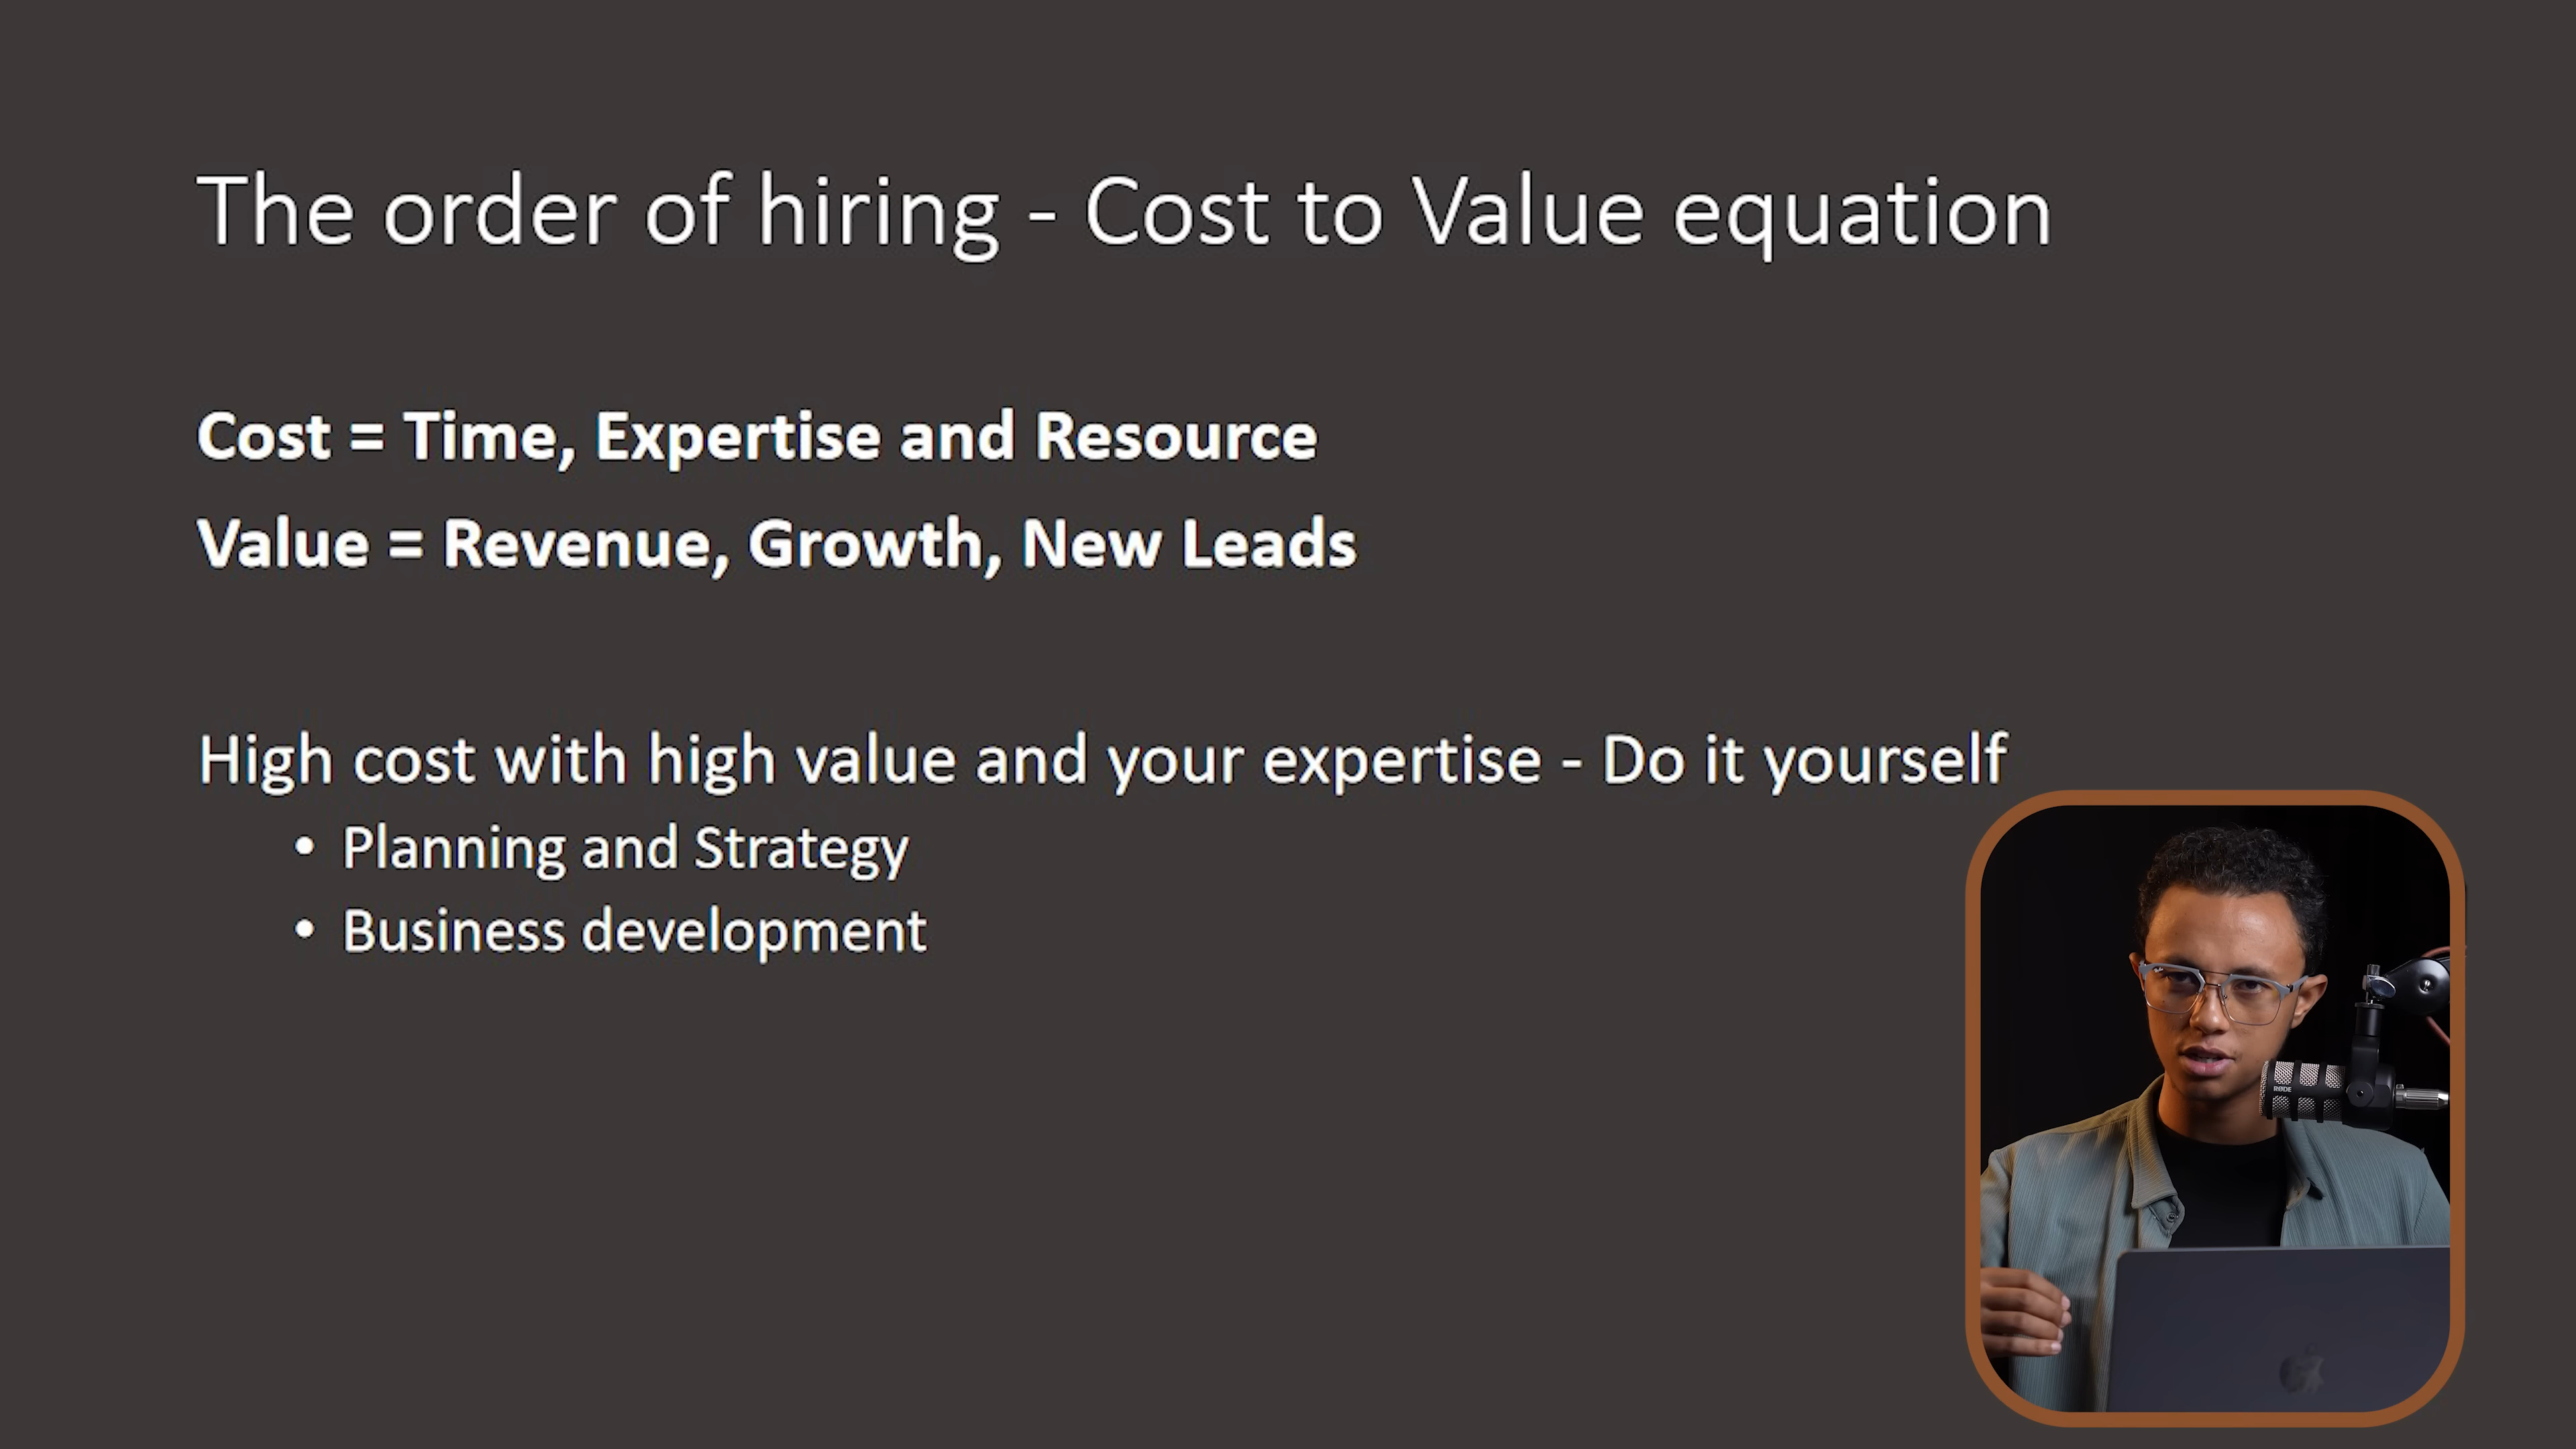 The order of hiring - Cost to Value equation
Cost = Time, Expertise and Resource
Value = Revenue, Growth, New Leads
High cost with high value and your expertise - Do it yourself
• Planning and Strategy
• Business development
RØDE